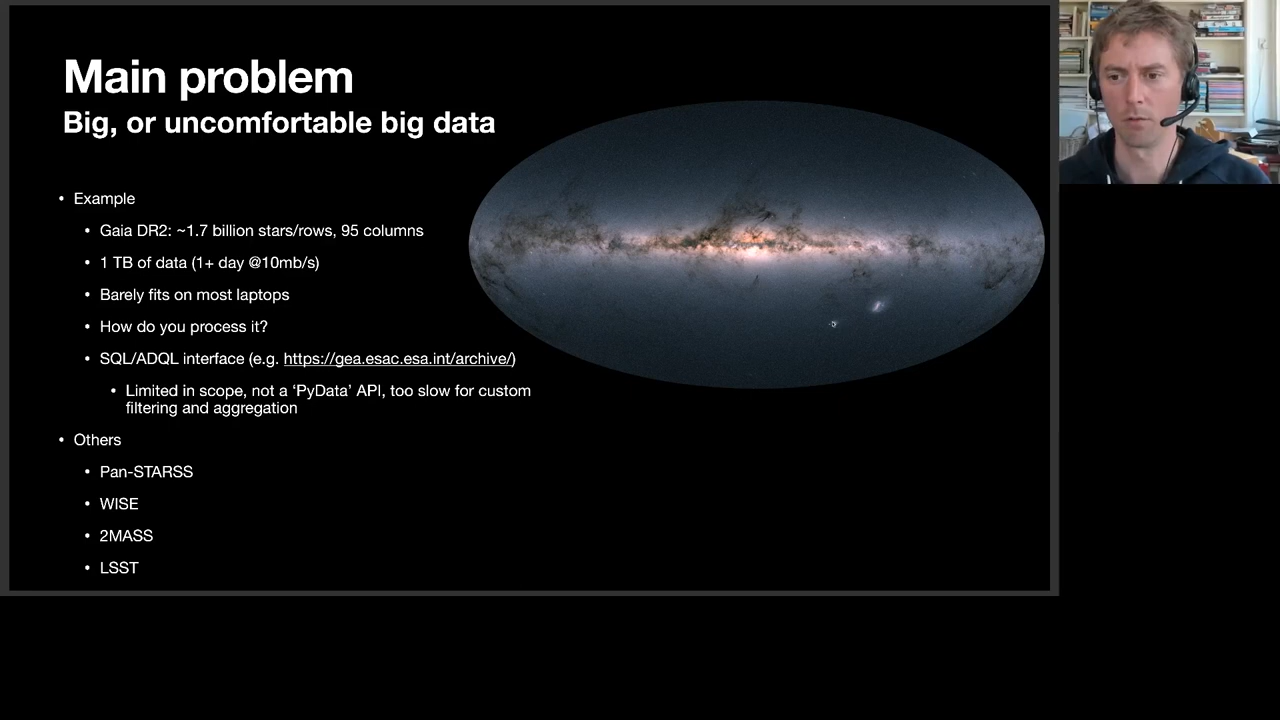 Main problem
Big, or uncomfortable big data
• Example
• Gaia DR2: ~1.7 billion stars/rows, 95 columns
• 1 TB of data (1+ day @10mb/s)
• Barely fits on most laptops
• How do you process it?
• SQL/ADQL interface (e.g. https://gea.esac.esa.int/archive/)
• Limited in scope, not a ‘PyData’ API, too slow for custom
filtering and aggregation
• Others
• Pan-STARSS
• WISE
• 2MASS
• LSST